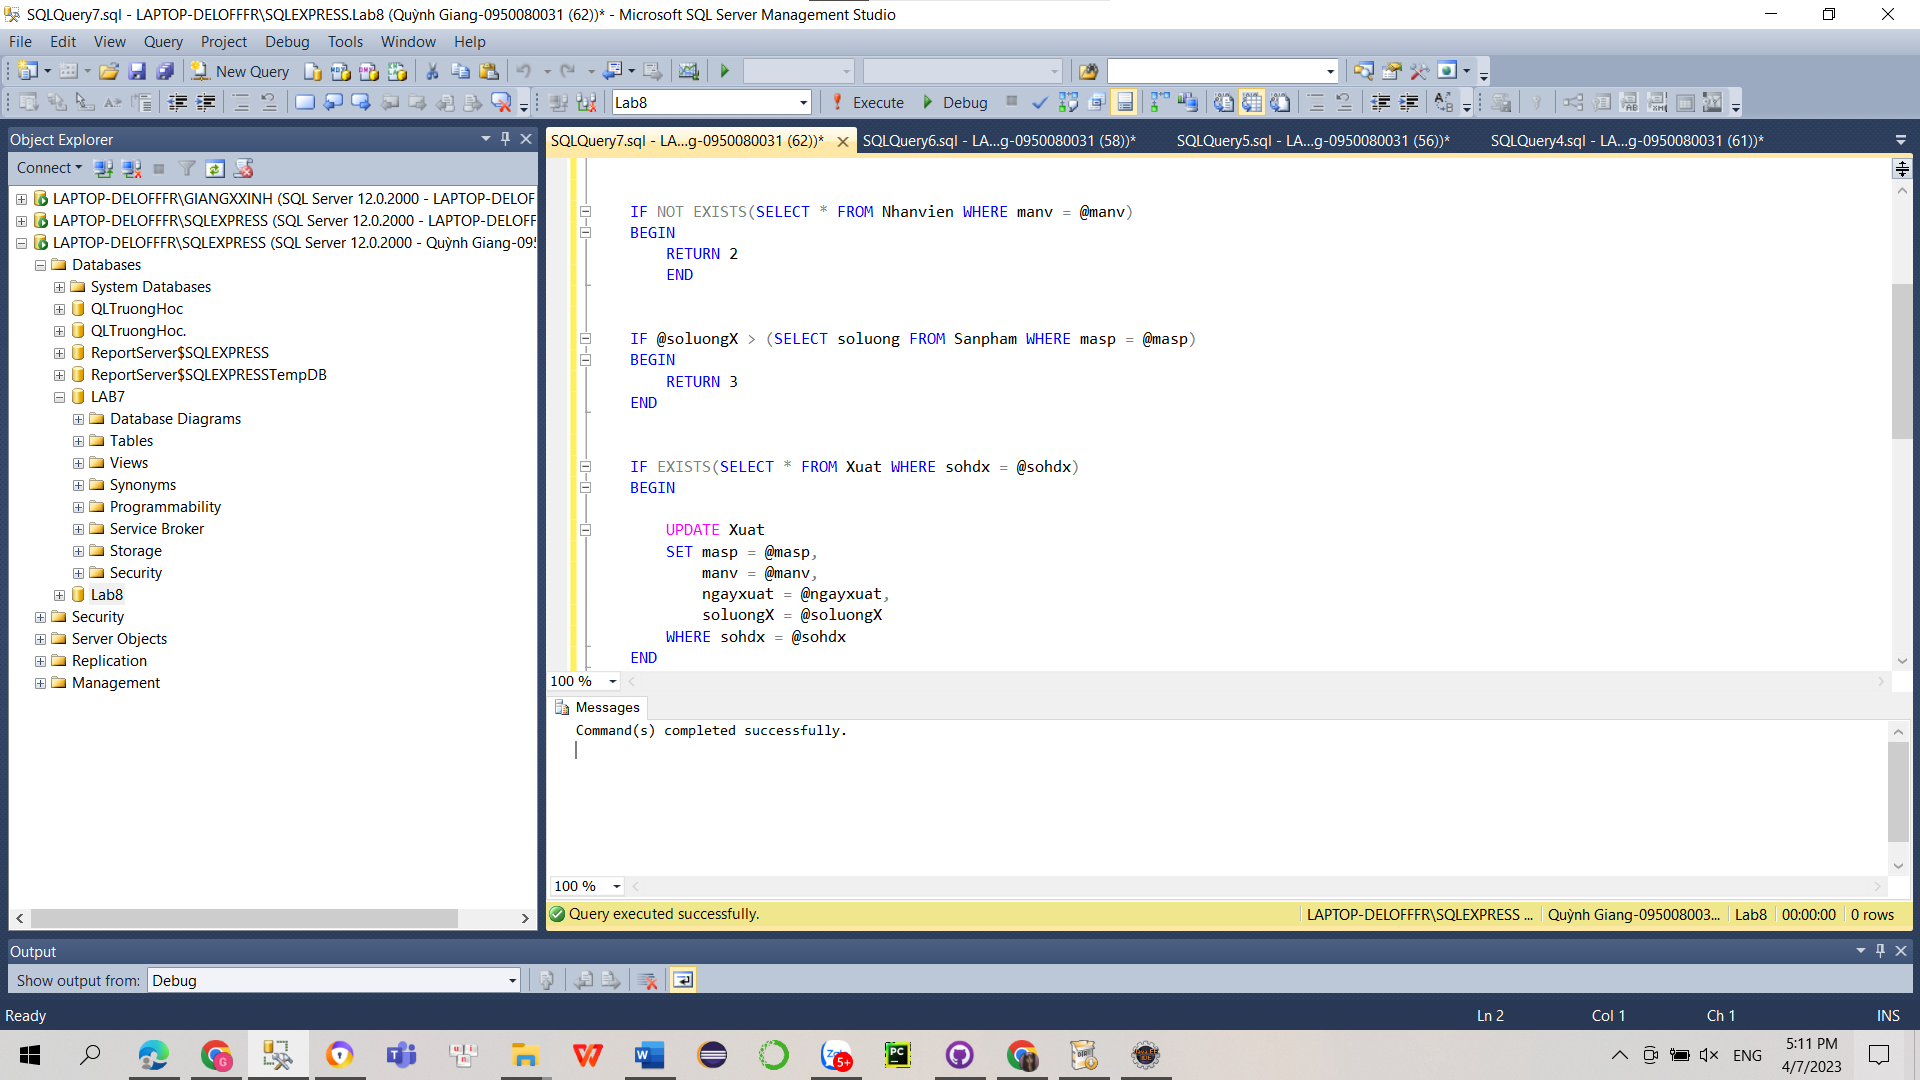 SQLQuery7.sql - LAPTOP-DELOFFFR\SQLEXPRESS.Lab8 (Quỳnh Giang-0950080031 (62))* - Microsoft SQL Server Management Studio
File Edit View Query Project Debug Tools Window Help
New Query
Lab8 Execute Debug
Object Explorer
Connect
LAPTOP-DELOFFFR\GIANGXXINH (SQL Server 12.0.2000 - LAPTOP-DELOF
LAPTOP-DELOFFFR\SQLEXPRESS (SQL Server 12.0.2000 - LAPTOP-DELOFF
LAPTOP-DELOFFFR\SQLEXPRESS (SQL Server 12.0.2000 - Quỳnh Giang-095
Databases
System Databases
QLTruongHoc
QLTruongHoc.
ReportServer$SQLEXPRESS
ReportServer$SQLEXPRESSTempDB
LAB7
Database Diagrams
Tables
Views
Synonyms
Programmability
Service Broker
Storage
Security
Lab8
Security
Server Objects
Replication
Management
SQLQuery7.sql - LA...g-0950080031 (62))* SQLQuery6.sql - LA...g-0950080031 (58))* SQLQuery5.sql - LA...g-0950080031 (56))* SQLQuery4.sql - LA...g-0950080031 (61))*
IF NOT EXISTS(SELECT * FROM Nhanvien WHERE manv = @manv)
BEGIN
RETURN 2
END
IF @soluongX > (SELECT soluong FROM Sanpham WHERE masp = @masp)
BEGIN
RETURN 3
END
IF EXISTS(SELECT * FROM Xuat WHERE sohdx = @sohdx)
BEGIN
UPDATE Xuat
SET masp = @masp,
manv = @manv,
ngayxuat = @ngayxuat,
soluongX = @soluongX
WHERE sohdx = @sohdx
END
100 %
Messages
Command(s) completed successfully.
100 %
Query executed successfully. LAPTOP-DELOFFFR\SQLEXPRESS ... Quỳnh Giang-095008003... Lab8 00:00:00 0 rows
Output
Show output from: Debug
Ready Ln 2 Col 1 Ch 1 INS
5+
PC
ENG
5:11 PM
4/7/2023